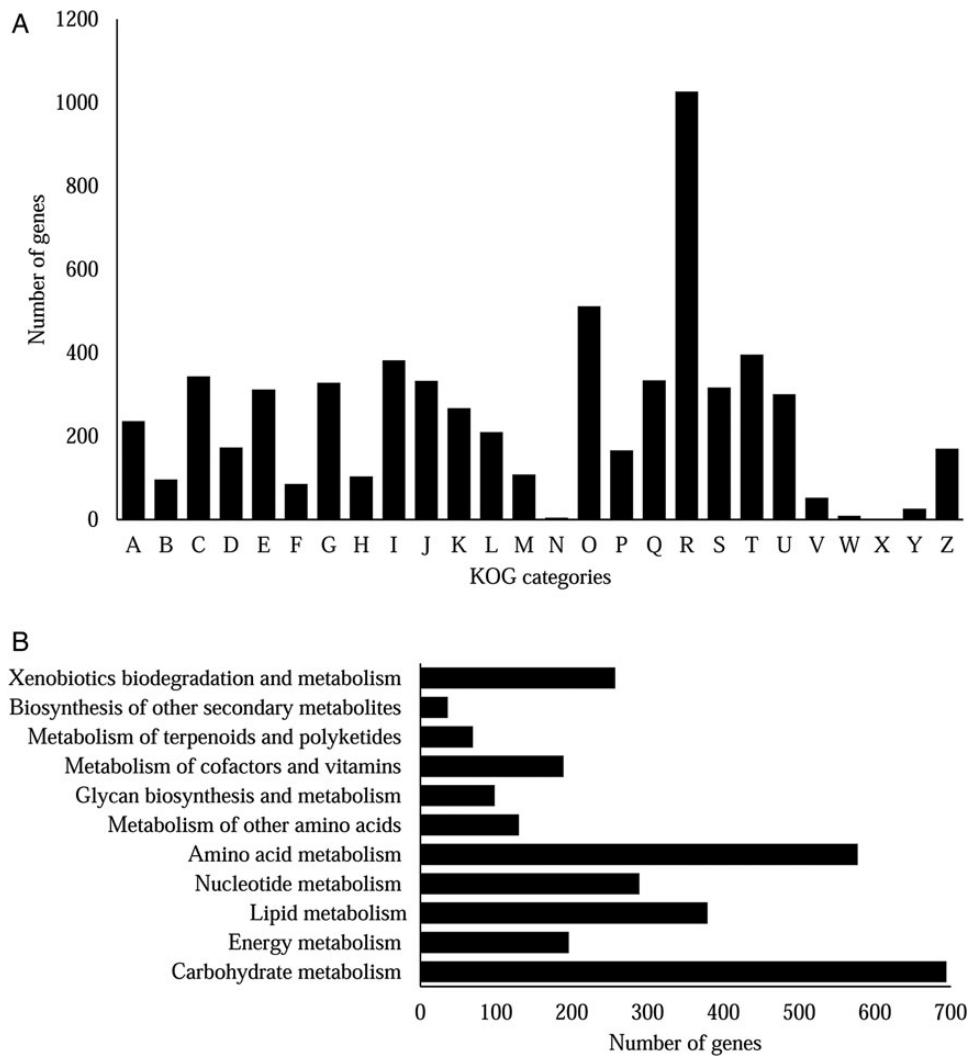 A
1200
1000
800
600
400
200
0
Number of genes
A B C D E F G H I J K L M N O P Q R S T U V W X Y Z
KOG categories
B
Xenobiotics biodegradation and metabolism
Biosynthesis of other secondary metabolites
Metabolism of terpenoids and polyketides
Metabolism of cofactors and vitamins
Glycan biosynthesis and metabolism
Metabolism of other amino acids
Amino acid metabolism
Nucleotide metabolism
Lipid metabolism
Energy metabolism
Carbohydrate metabolism
0 100 200 300 400 500 600 700
Number of genes